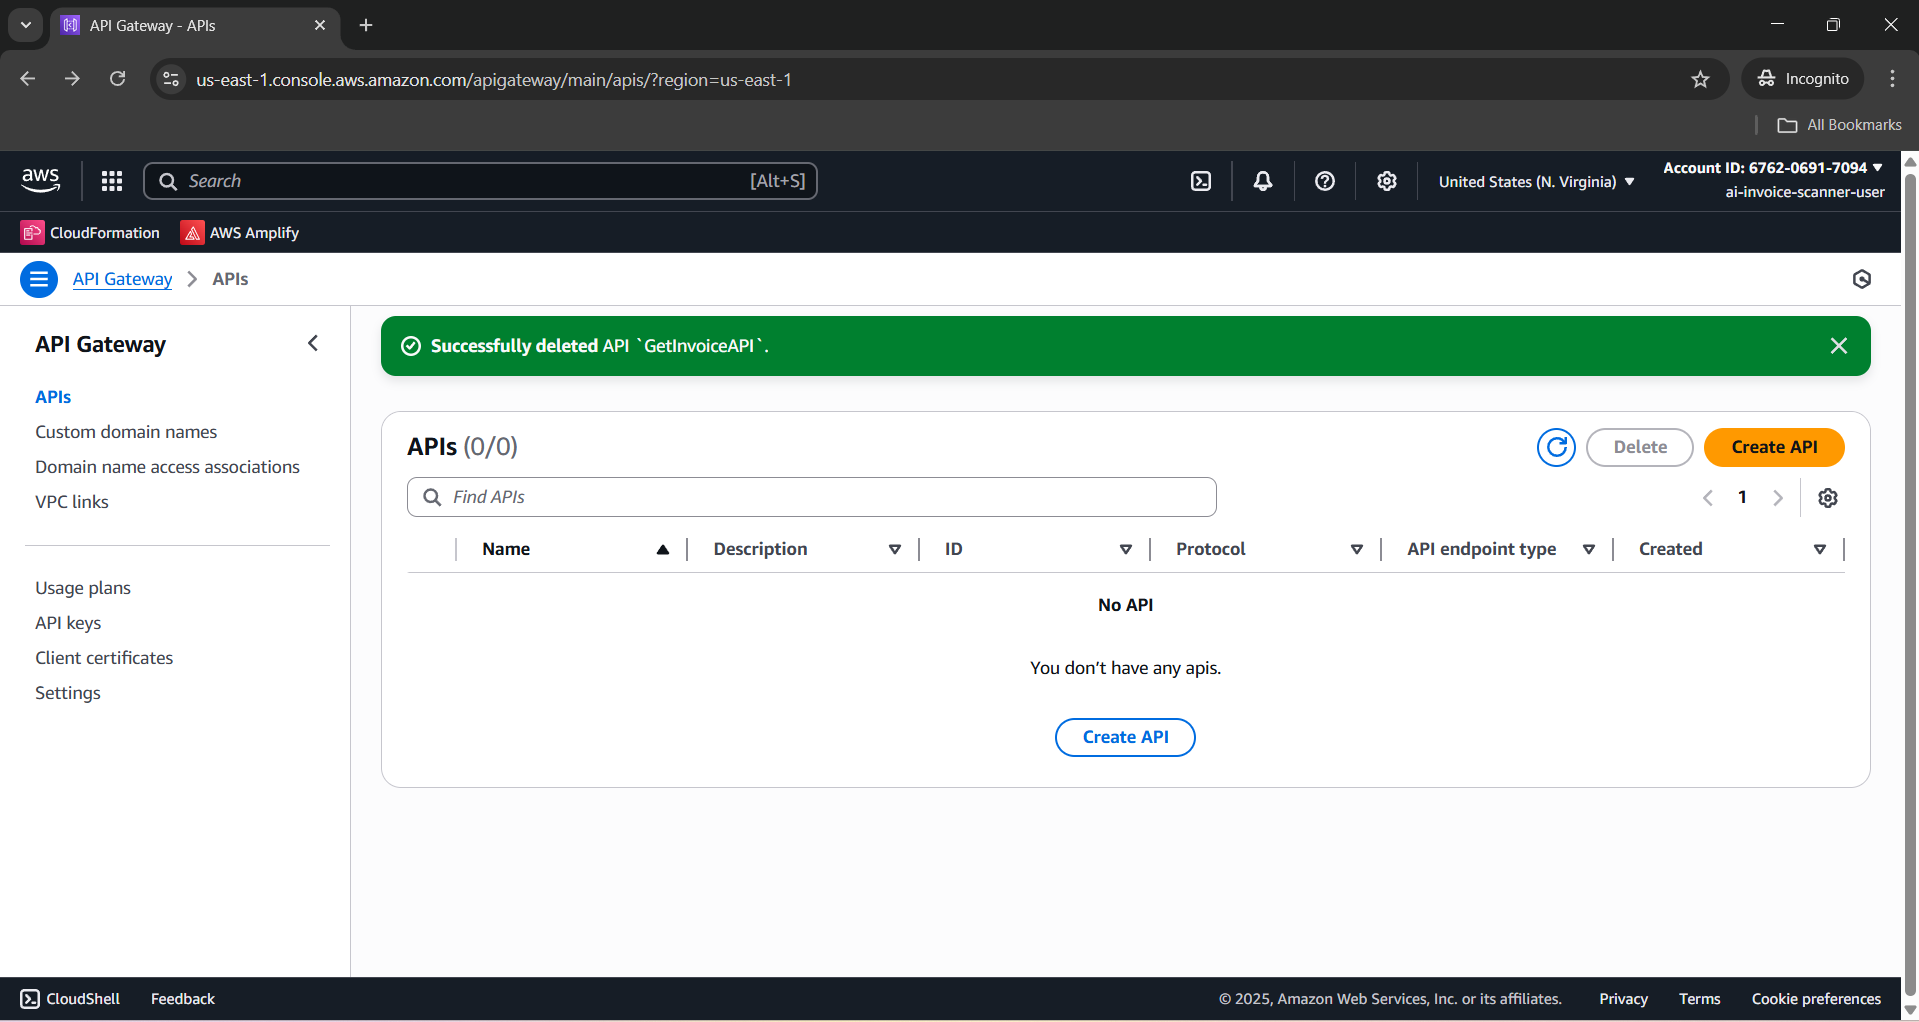 API Gateway - APIs
us-east-1.console.aws.amazon.com/apigateway/main/apis/?region=us-east-1
Incognito
All Bookmarks
aws
Search
[Alt+S]
United States (N. Virginia)
Account ID: 6762-0691-7094
ai-invoice-scanner-user
CloudFormation
AWS Amplify
API Gateway
APIs
API Gateway
APIs
Custom domain names
Domain name access associations
VPC links
Usage plans
API keys
Client certificates
Settings
Successfully deleted API `GetInvoiceAPI`.
APIs (0/0)
Delete
Create API
Find APIs
1
Name
Description
ID
Protocol
API endpoint type
Created
No API
You don’t have any apis.
Create API
CloudShell
Feedback
© 2025, Amazon Web Services, Inc. or its affiliates.
Privacy
Terms
Cookie preferences